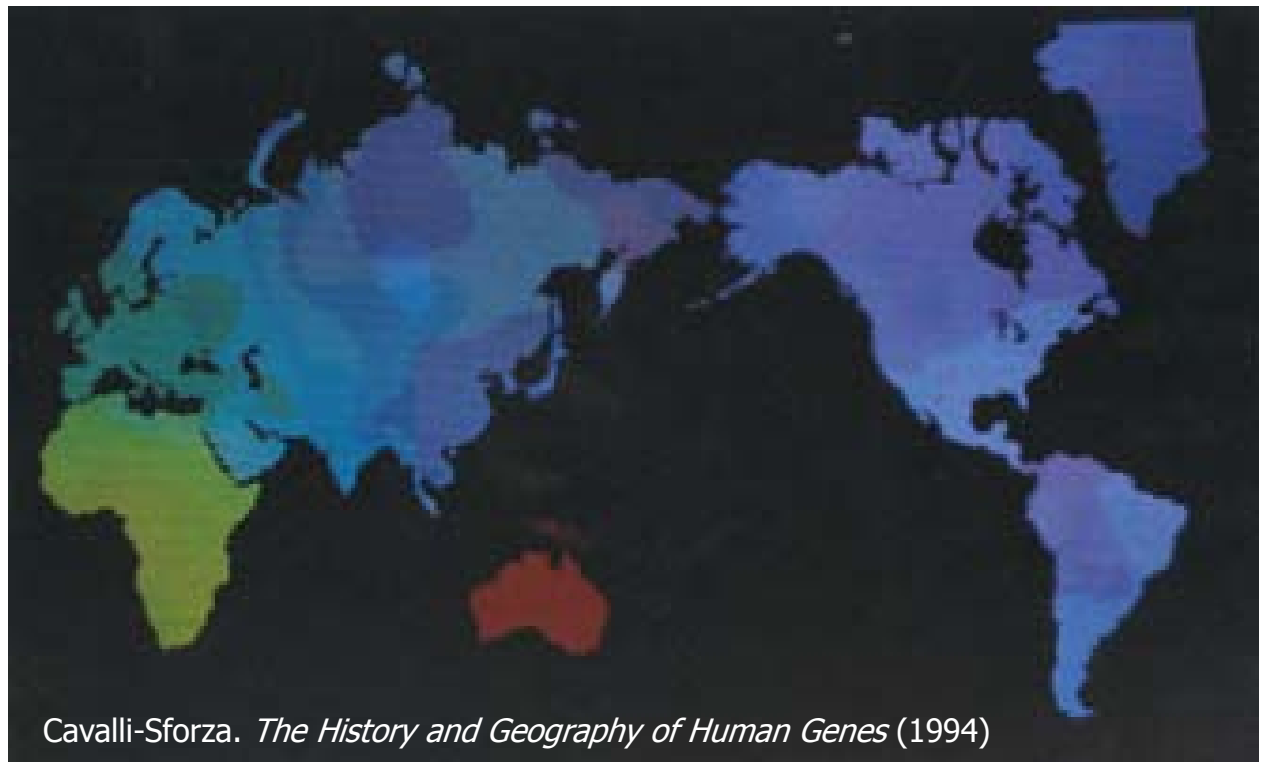 Cavalli-Sforza. The History and Geography of Human Genes (1994)